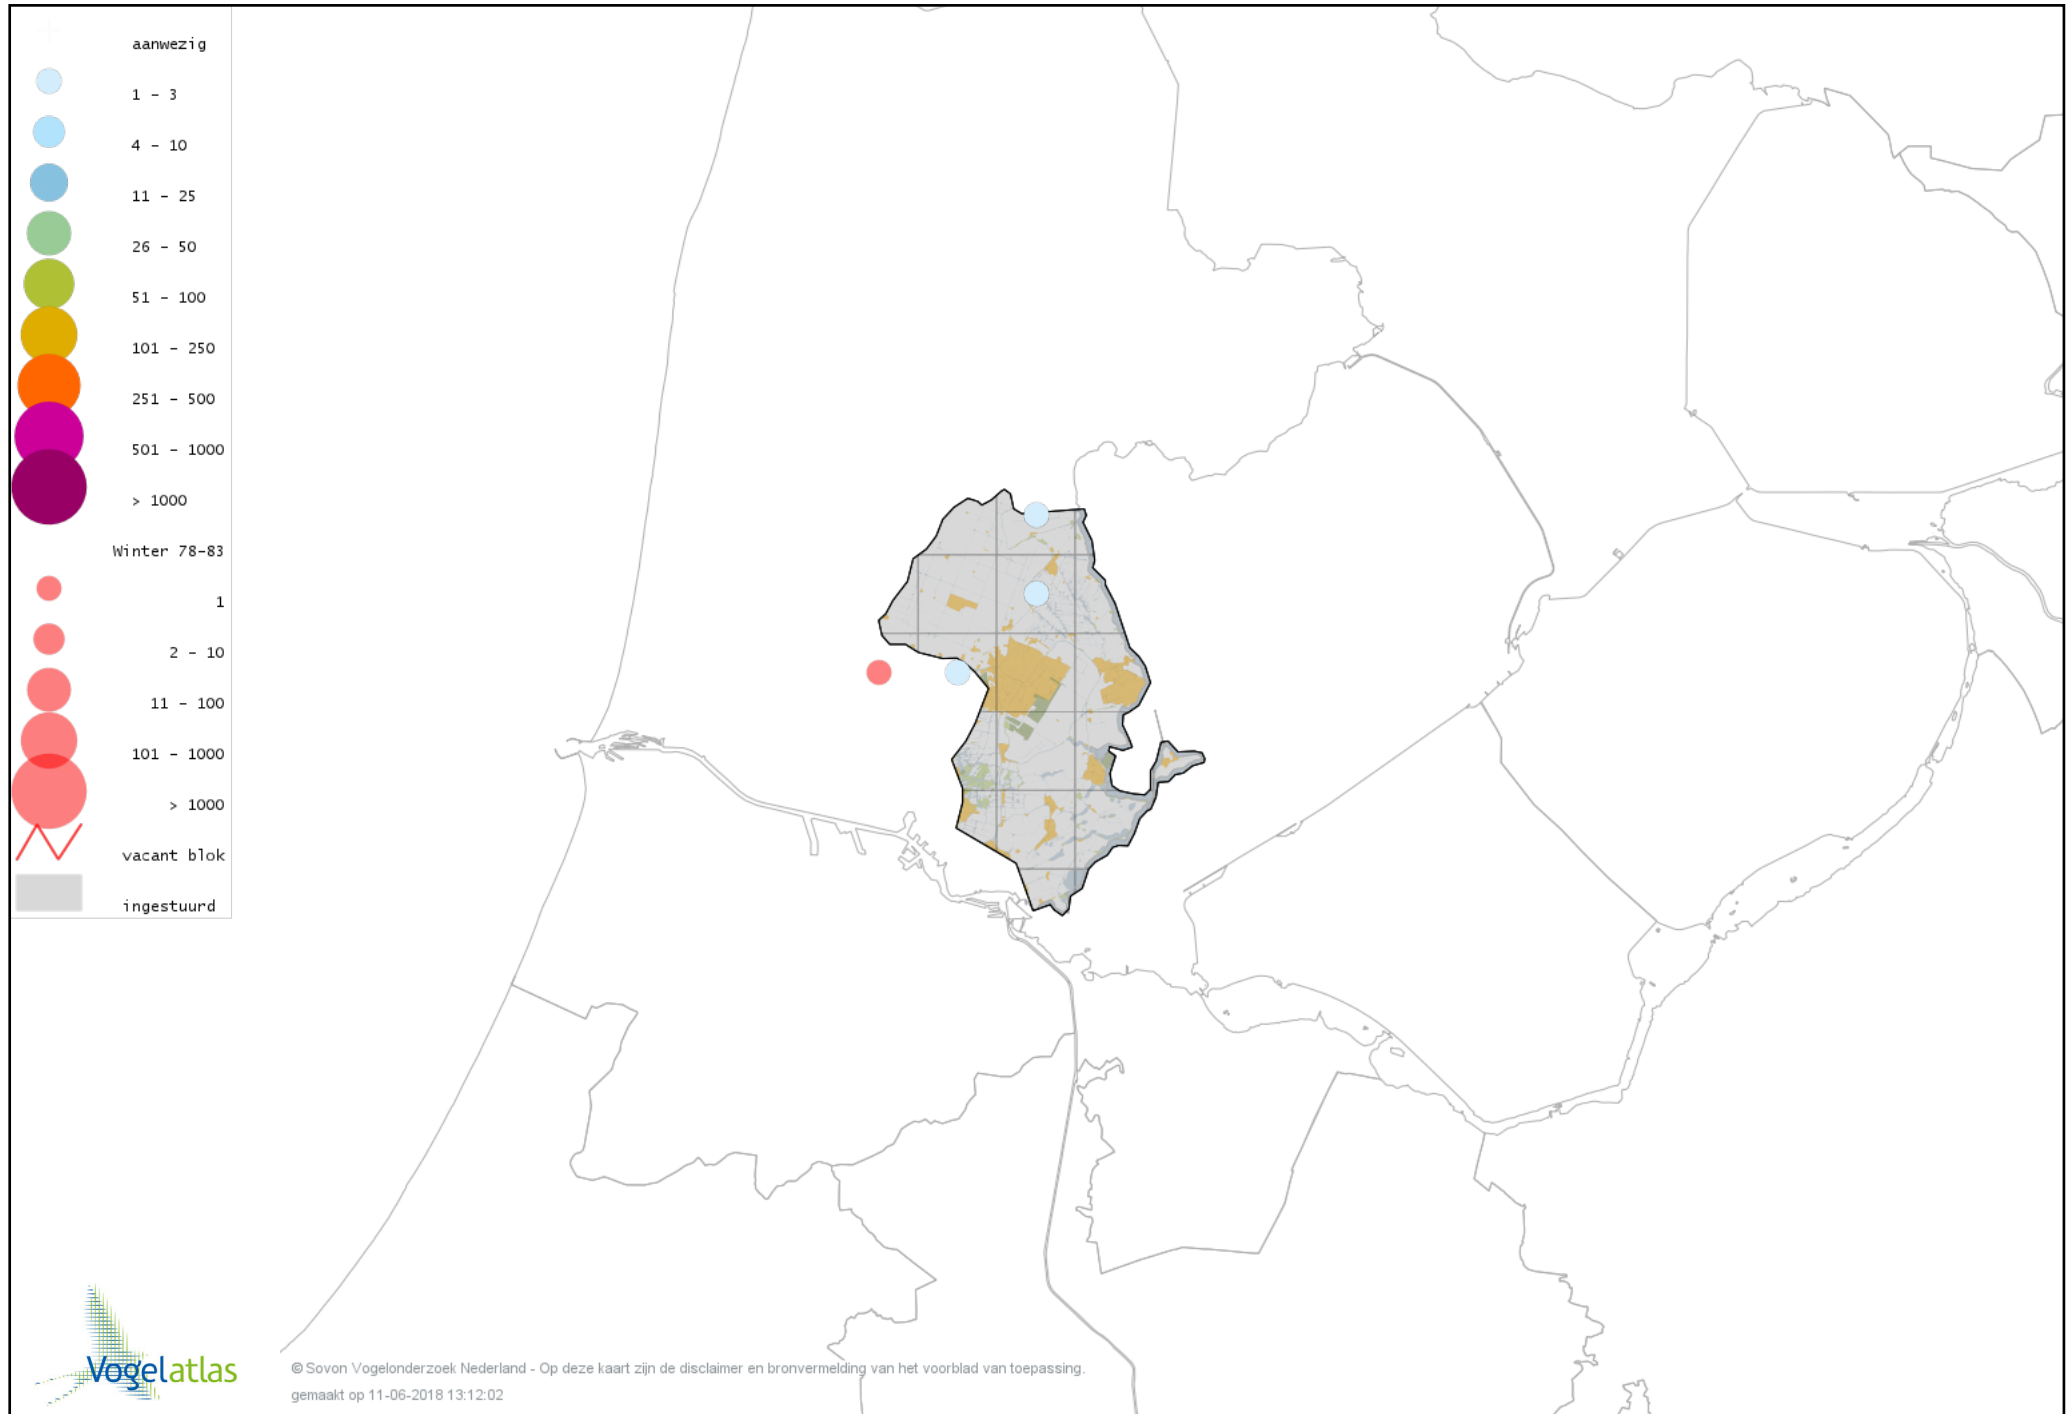 aanwezig
1 - 3
4 - 10
11 - 25
26 - 50
51 - 100
101 - 250
251 - 500
501 - 1000
> 1000
Winter 78-83
1
2 - 10
11 - 100
101 - 1000
> 1000
vacant blok
ingestuurd
Vogelatlas
© Sovon Vogelonderzoek Nederland - Op deze kaart zijn de disclaimer en bronvermelding van het voorblad van toepassing.
gemaakt op 11-06-2018 13:12:02